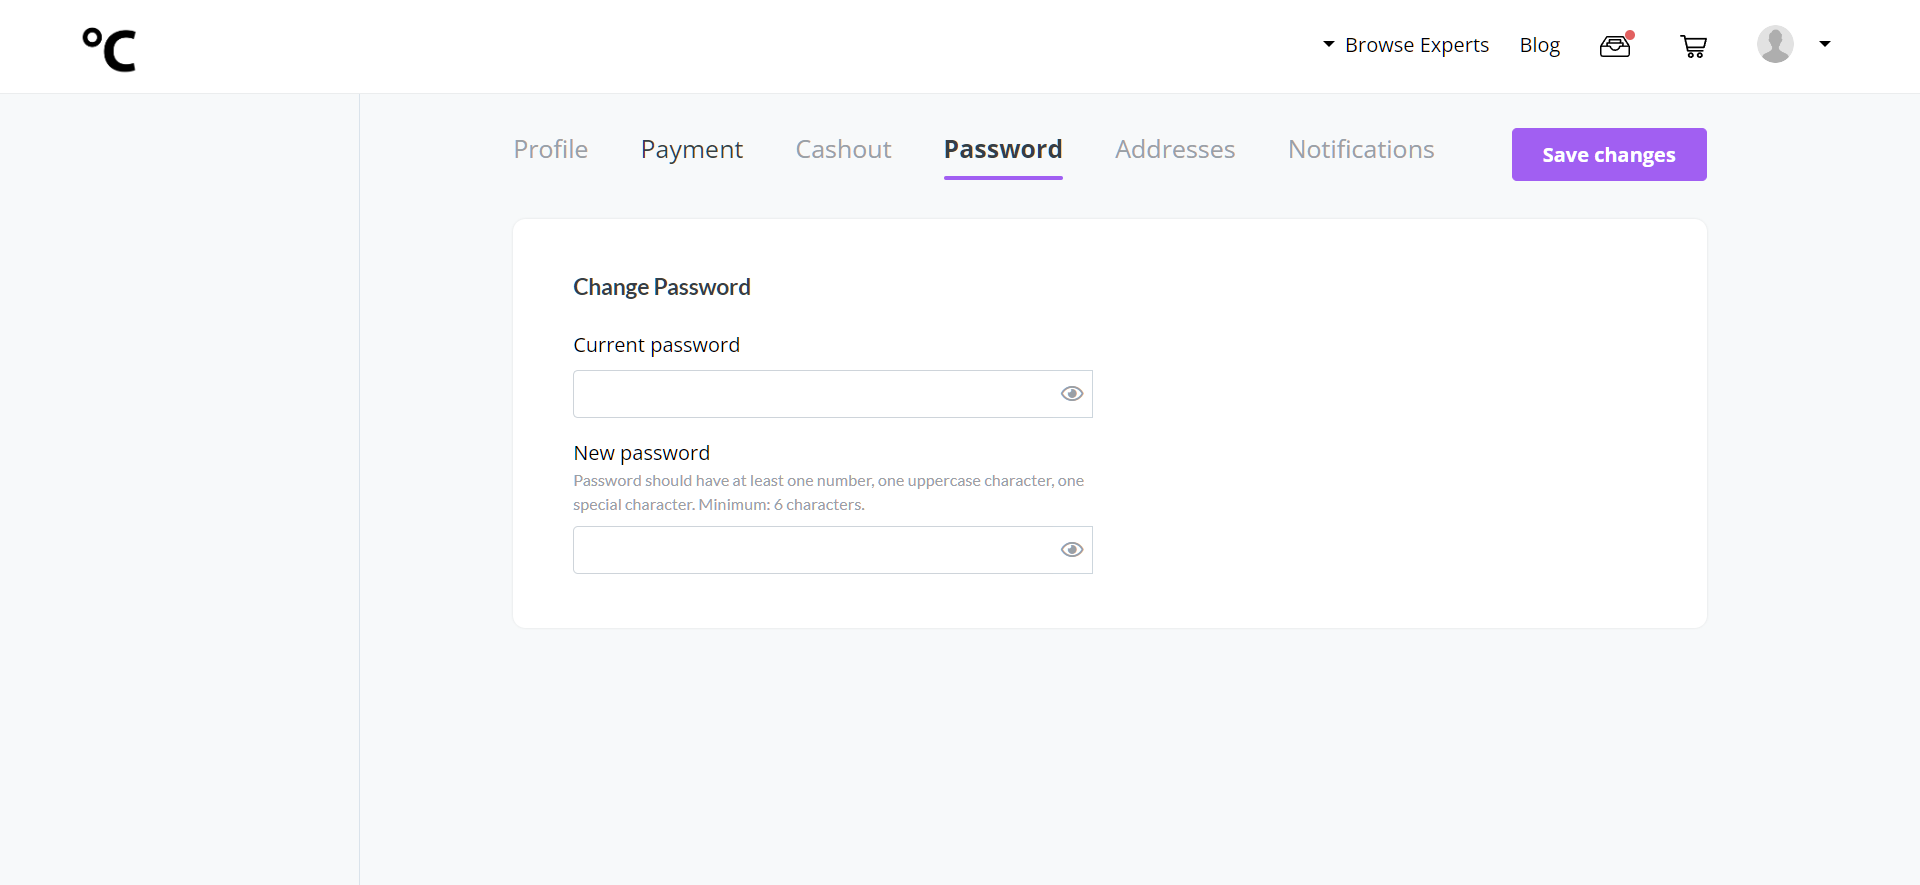 °C
Browse Experts
Blog
Profile
Payment
Cashout
Password
Addresses
Notifications
Save changes
Change Password
Current password
New password
Password should have at least one number, one uppercase character, one
special character. Minimum: 6 characters.